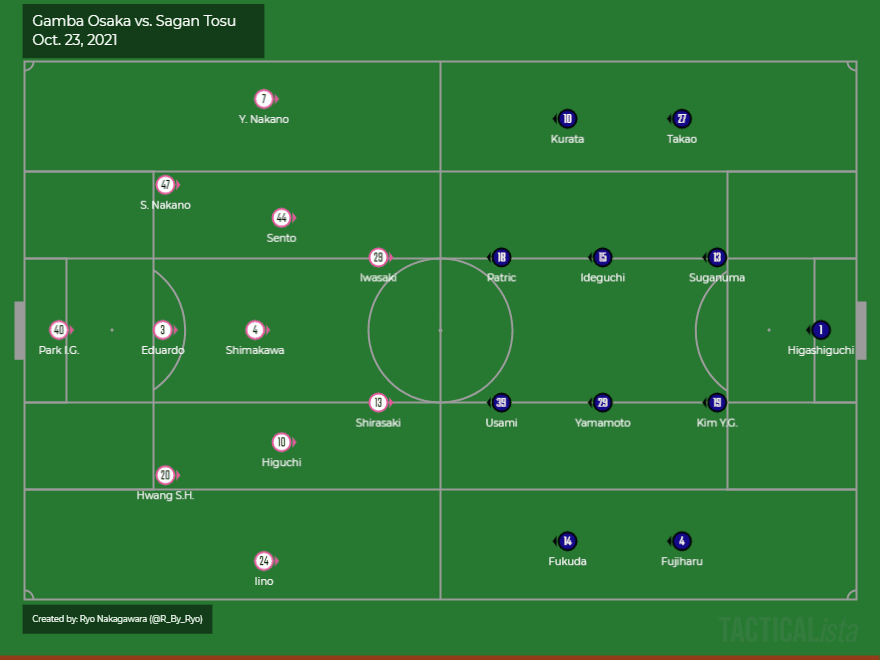 Gamba Osaka vs. Sagan Tosu
Oct. 23, 2021
7
Y. Nakano
10
Kurata
27
Takao
47
S. Nakano
44
Sento
29
Iwasaki
18
Patric
15
Ideguchi
13
Suganuma
40
Park I.G.
3
Eduardo
4
Shimakawa
1
Higashiguchi
13
Shirasaki
39
Usami
29
Yamamoto
19
Kim Y.G.
10
Higuchi
20
Hwang S.H.
24
Iino
14
Fukuda
4
Fujiharu
Created by: Ryo Nakagawara (@R_By_Ryo)
TACTICALista